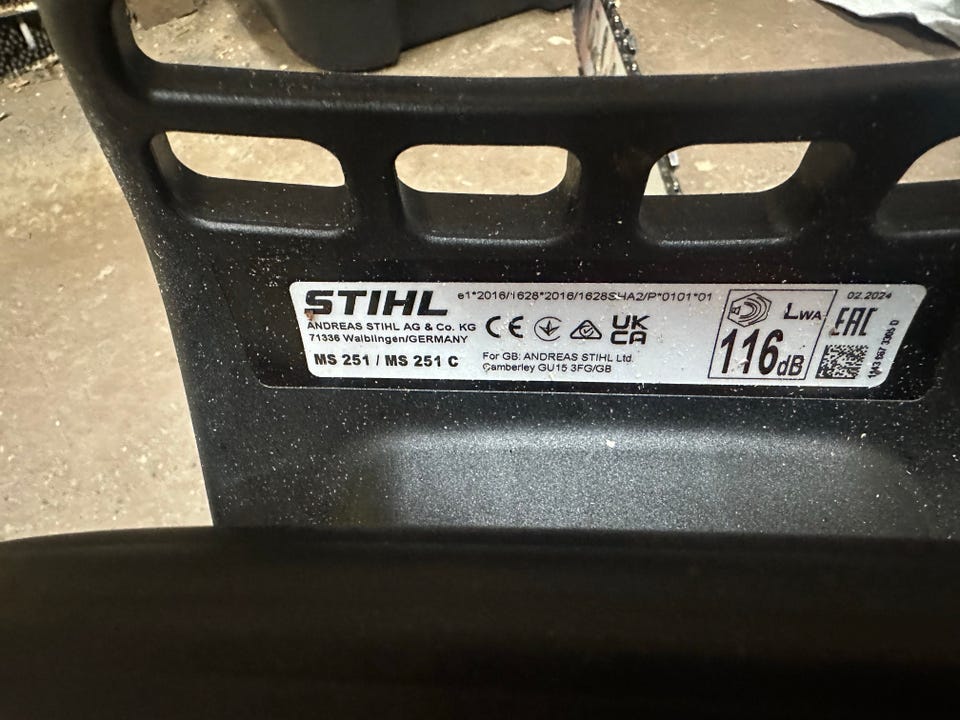 STIHL
e1*2016/1628*2016/1628SHA2/P*0101*01
ANDREAS STIHL AG & Co. KG
71336 Waiblingen/GERMANY
MS 251 / MS 251 C
CE
UK
CA
For GB: ANDREAS STIHL Ltd.
Camberley GU15 3FG/GB
LWA
116dB
02.2024
EAC